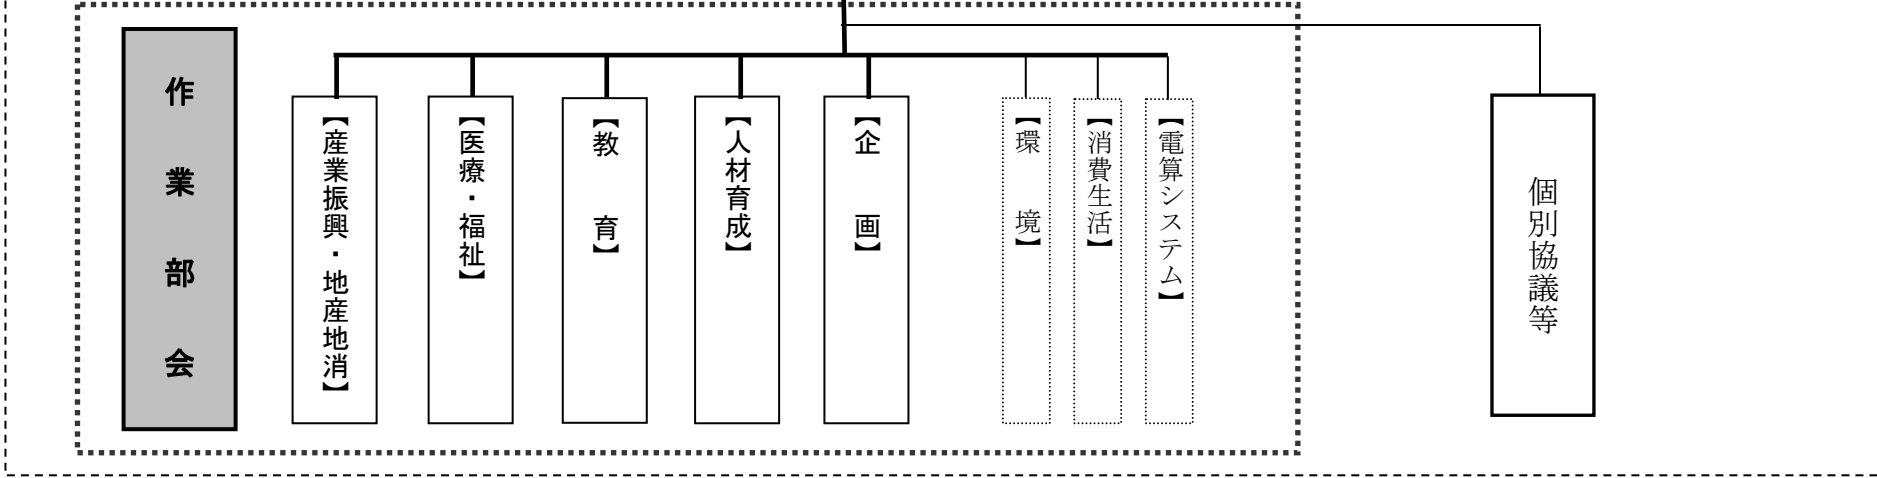 作業部会
【産業振興・地産地消】
【医療・福祉】
【教　育】
【人材育成】
【企　画】
【環　境】
【消費生活】
【電算システム】
個別協議等